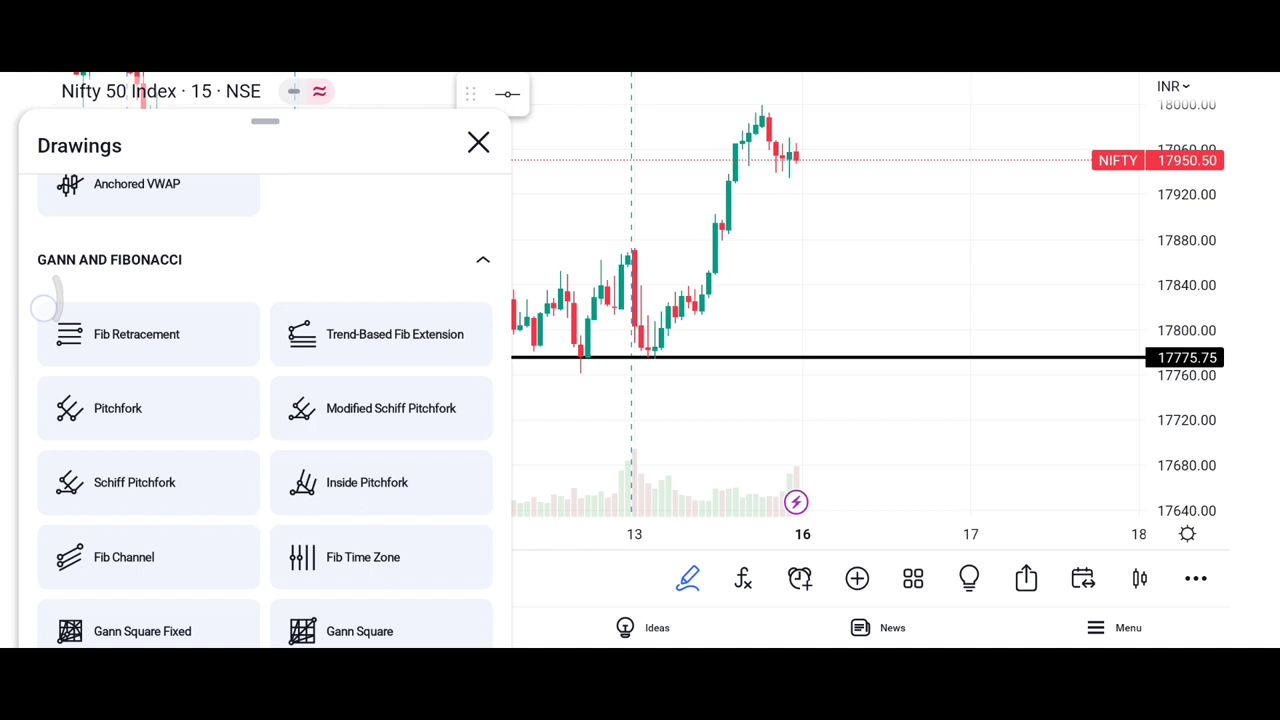 Nifty 50 Index · 15 · NSE
INR
Drawings
Anchored VWAP
GANN AND FIBONACCI
Fib Retracement
Trend-Based Fib Extension
Pitchfork
Modified Schiff Pitchfork
Schiff Pitchfork
Inside Pitchfork
Fib Channel
Fib Time Zone
Gann Square Fixed
Gann Square
18000.00
17960.00
NIFTY 17950.50
17920.00
17880.00
17840.00
17800.00
17775.75
17760.00
17720.00
17680.00
17640.00
13 16 17 18
Ideas
News
Menu